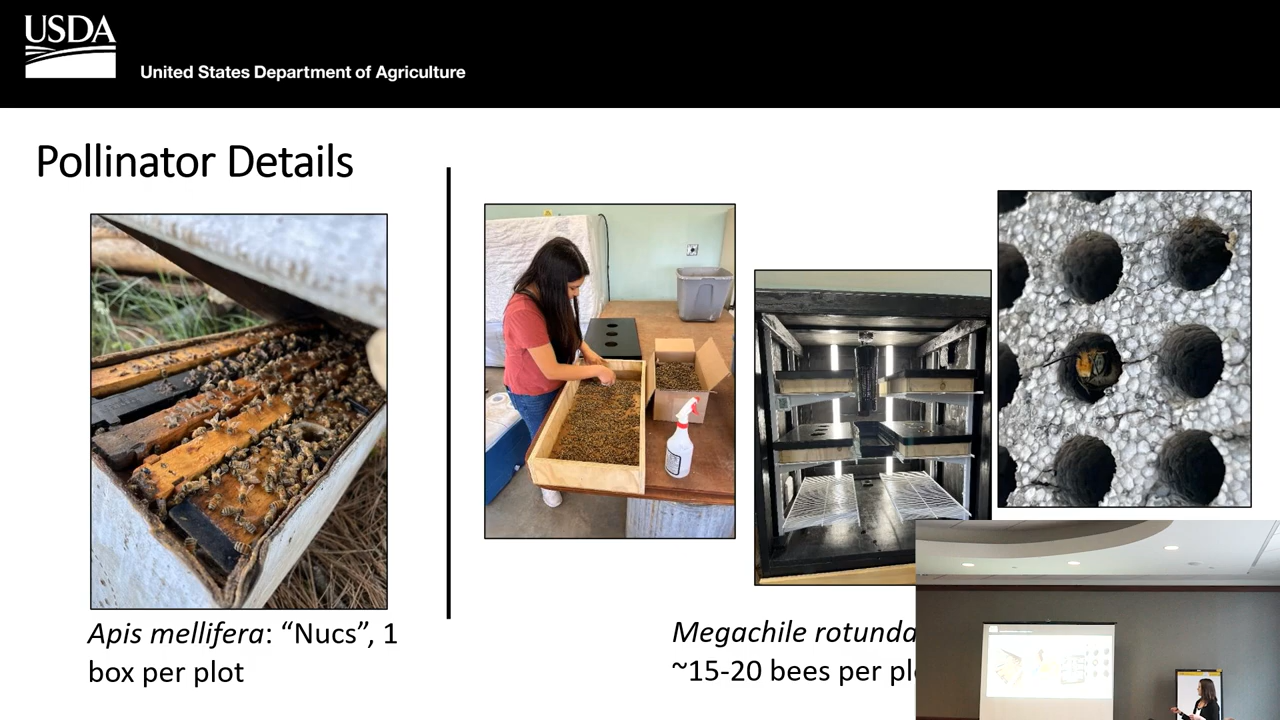 USDA
United States Department of Agriculture
Pollinator Details
Apis mellifera: “Nucs”, 1
box per plot
Megachile rotunda
~15-20 bees per